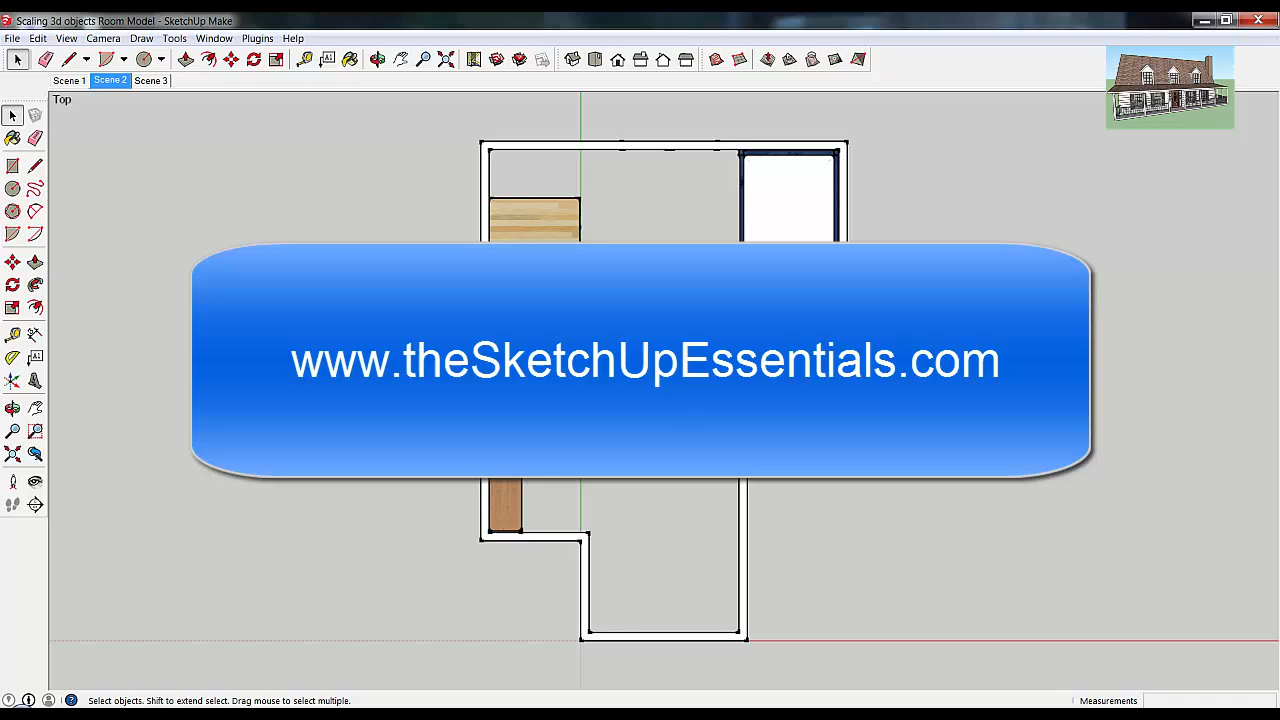 Scaling 3d objects Room Model - SketchUp Make
File Edit View Camera Draw Tools Window Plugins Help
Scene 1 Scene 2 Scene 3
Top
www.theSketchUpEssentials.com
Select objects. Shift to extend select. Drag mouse to select multiple.
Measurements